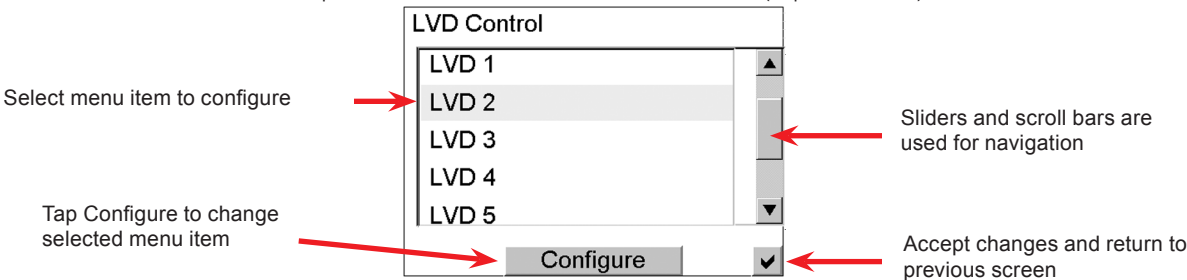 LVD Control
LVD 1
LVD 2
LVD 3
LVD 4
LVD 5
Configure
Select menu item to configure
Tap Configure to change
selected menu item
Sliders and scroll bars are
used for navigation
Accept changes and return to
previous screen